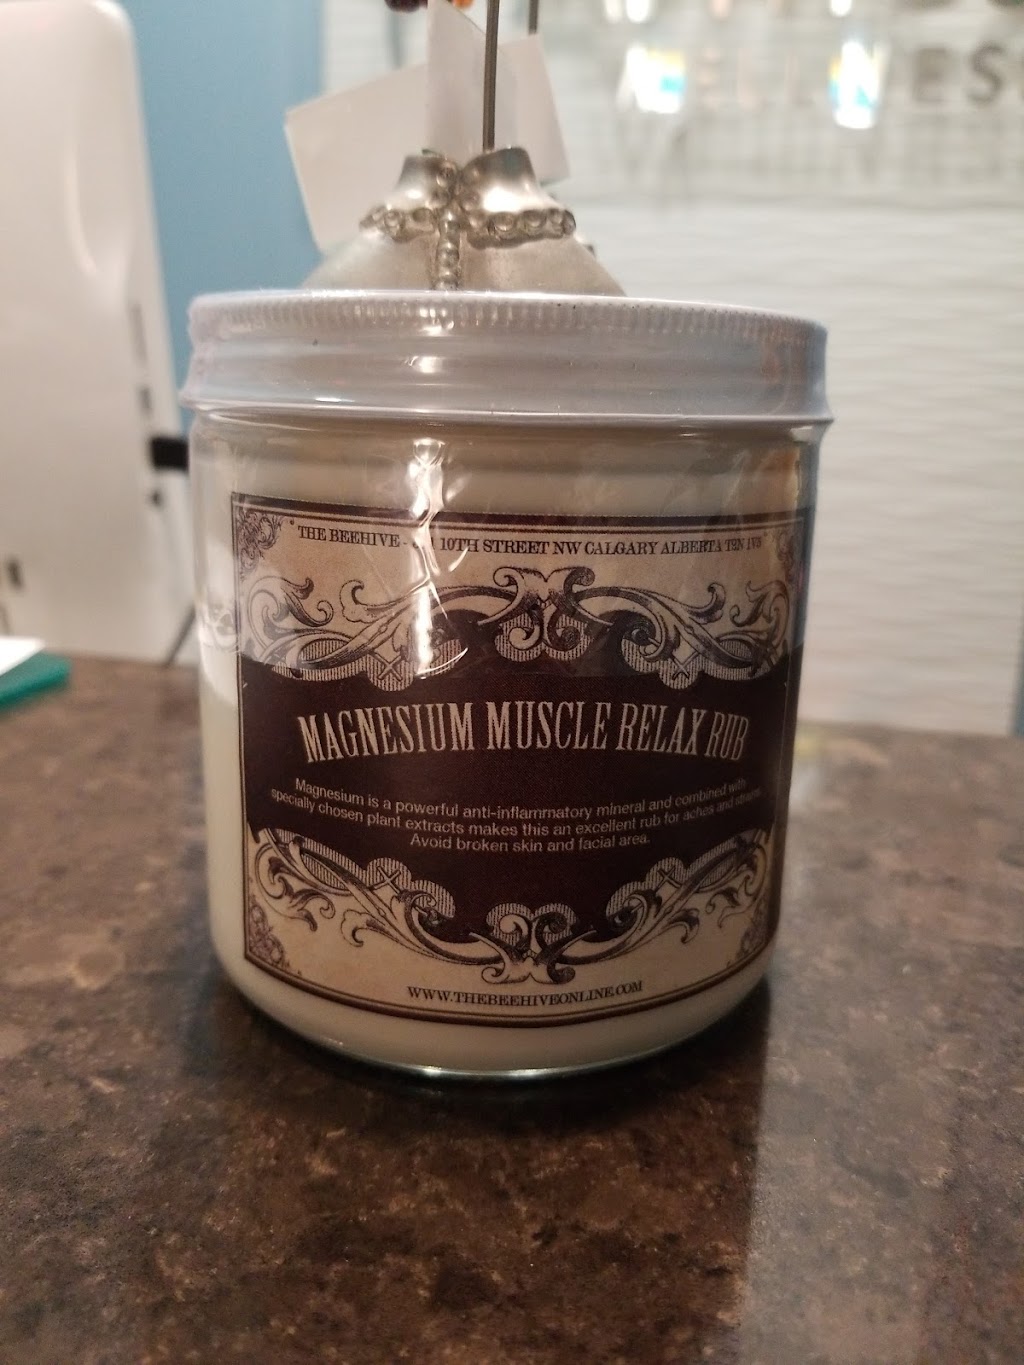 THE BEEHIVE - 10TH STREET NW CALGARY ALBERTA T2N 1V3
MAGNESIUM MUSCLE RELAX RUB
Magnesium is a powerful anti-inflammatory mineral and combined with
specially chosen plant extracts makes this an excellent rub for aches and strains.
Avoid broken skin and facial area.
WWW.THEBEEHIVEONLINE.COM